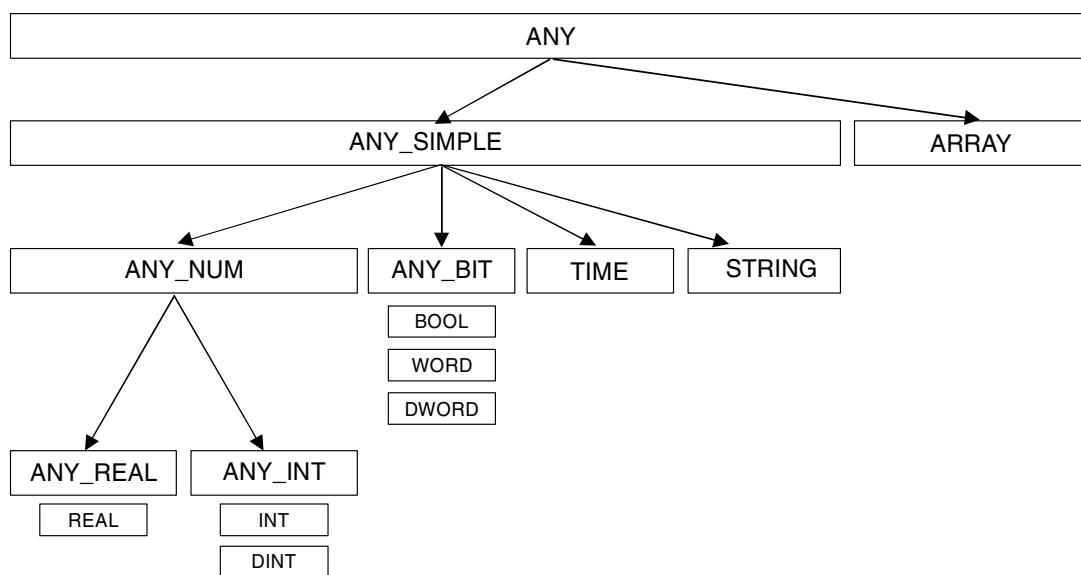 ANY
ANY_SIMPLE
ARRAY
ANY_NUM
ANY_BIT
TIME
STRING
BOOL
WORD
DWORD
ANY_REAL
ANY_INT
REAL
INT
DINT